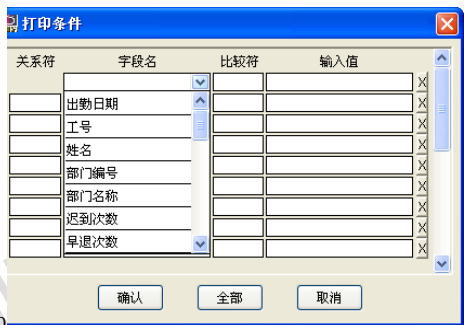 打印条件
关系符 字段名 比较符 输入值
X
出勤日期 X
工号 X
姓名 X
部门编号 X
部门名称 X
迟到次数 X
早退次数 X
确认 全部 取消